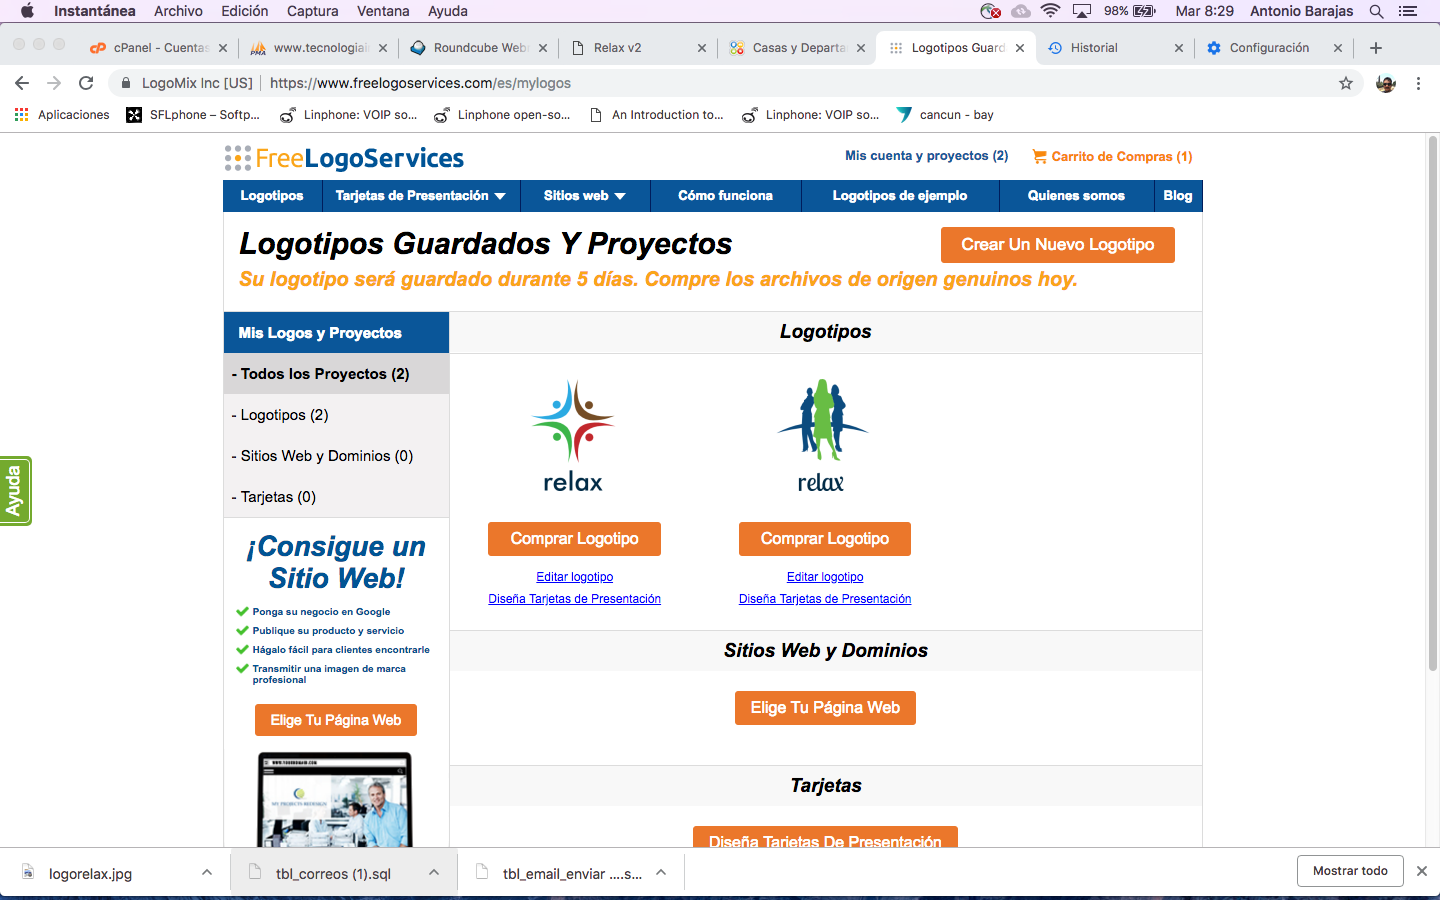 Instantánea Archivo Edición Captura Ventana Ayuda 98% Mar 8:29 Antonio Barajas
cPanel - Cuentas www.tecnologiain Roundcube Webm Relax v2 Casas y Departa Logotipos Guard Historial Configuración
LogoMix Inc [US] https://www.freelogoservices.com/es/mylogos
Aplicaciones SFLphone – Softp... Linphone: VOIP so... Linphone open-so... An Introduction to... Linphone: VOIP so... cancun - bay
FreeLogoServices Mis cuenta y proyectos (2) Carrito de Compras (1)
Logotipos Tarjetas de Presentación Sitios web Cómo funciona Logotipos de ejemplo Quienes somos Blog
Logotipos Guardados Y Proyectos Crear Un Nuevo Logotipo
Su logotipo será guardado durante 5 días. Compre los archivos de origen genuinos hoy.
Mis Logos y Proyectos
- Todos los Proyectos (2)
- Logotipos (2)
- Sitios Web y Dominios (0)
- Tarjetas (0)
Ayuda
¡Consigue un
Sitio Web!
Ponga su negocio en Google
Publique su producto y servicio
Hágalo fácil para clientes encontrarle
Transmitir una imagen de marca
profesional
Elige Tu Página Web
WWW.YOURDOMAIN.COM
MY PROJECTS REDESIGN
Logotipos
relax relax
Comprar Logotipo Comprar Logotipo
Editar logotipo Editar logotipo
Diseña Tarjetas de Presentación Diseña Tarjetas de Presentación
Sitios Web y Dominios
Elige Tu Página Web
Tarjetas
Diseña Tarjetas De Presentación
logorelax.jpg tbl_correos (1).sql tbl_email_enviar ....s... Mostrar todo